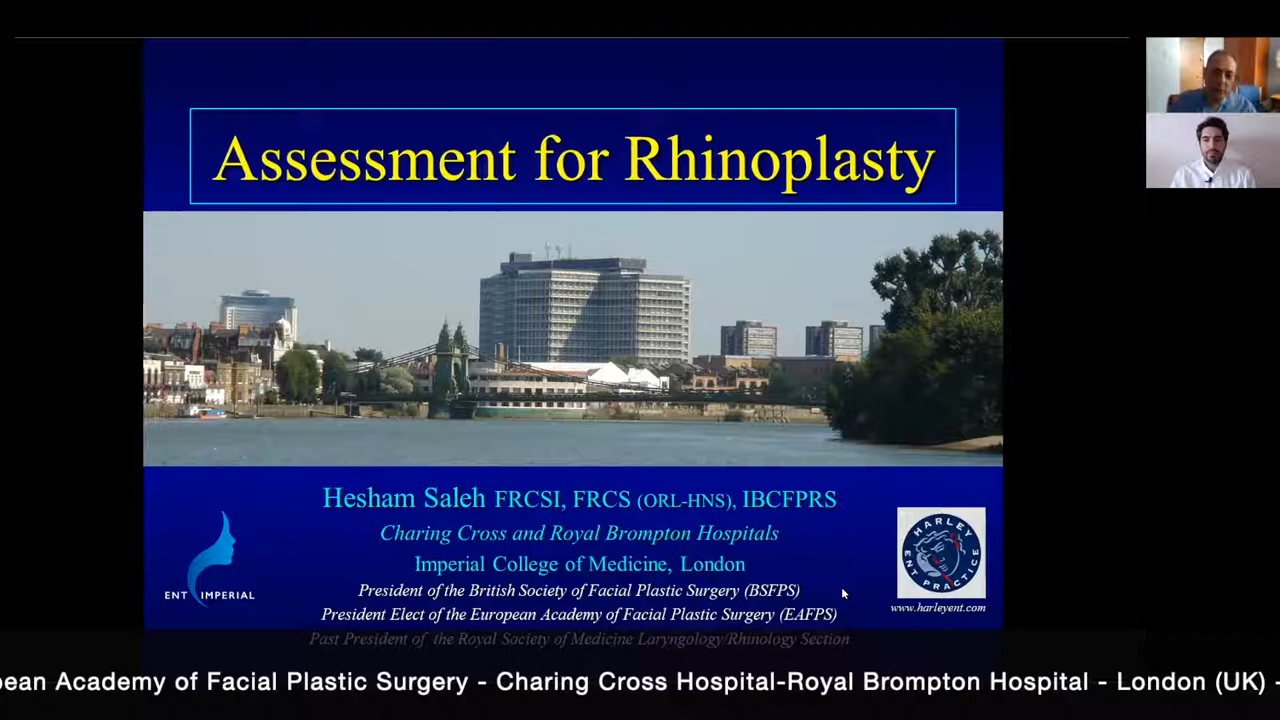 Assessment for Rhinoplasty
Hesham Saleh FRCSI, FRCS (ORL-HNS), IBCFPRS
Charing Cross and Royal Brompton Hospitals
Imperial College of Medicine, London
President of the British Society of Facial Plastic Surgery (BSFPS)
President Elect of the European Academy of Facial Plastic Surgery (EAFPS)
Past President of the Royal Society of Medicine Laryngology/Rhinology Section
ENT IMPERIAL
HARLEY
ENT PRACTICE
www.harleyent.com
pean Academy of Facial Plastic Surgery - Charing Cross Hospital-Royal Brompton Hospital - London (UK) -